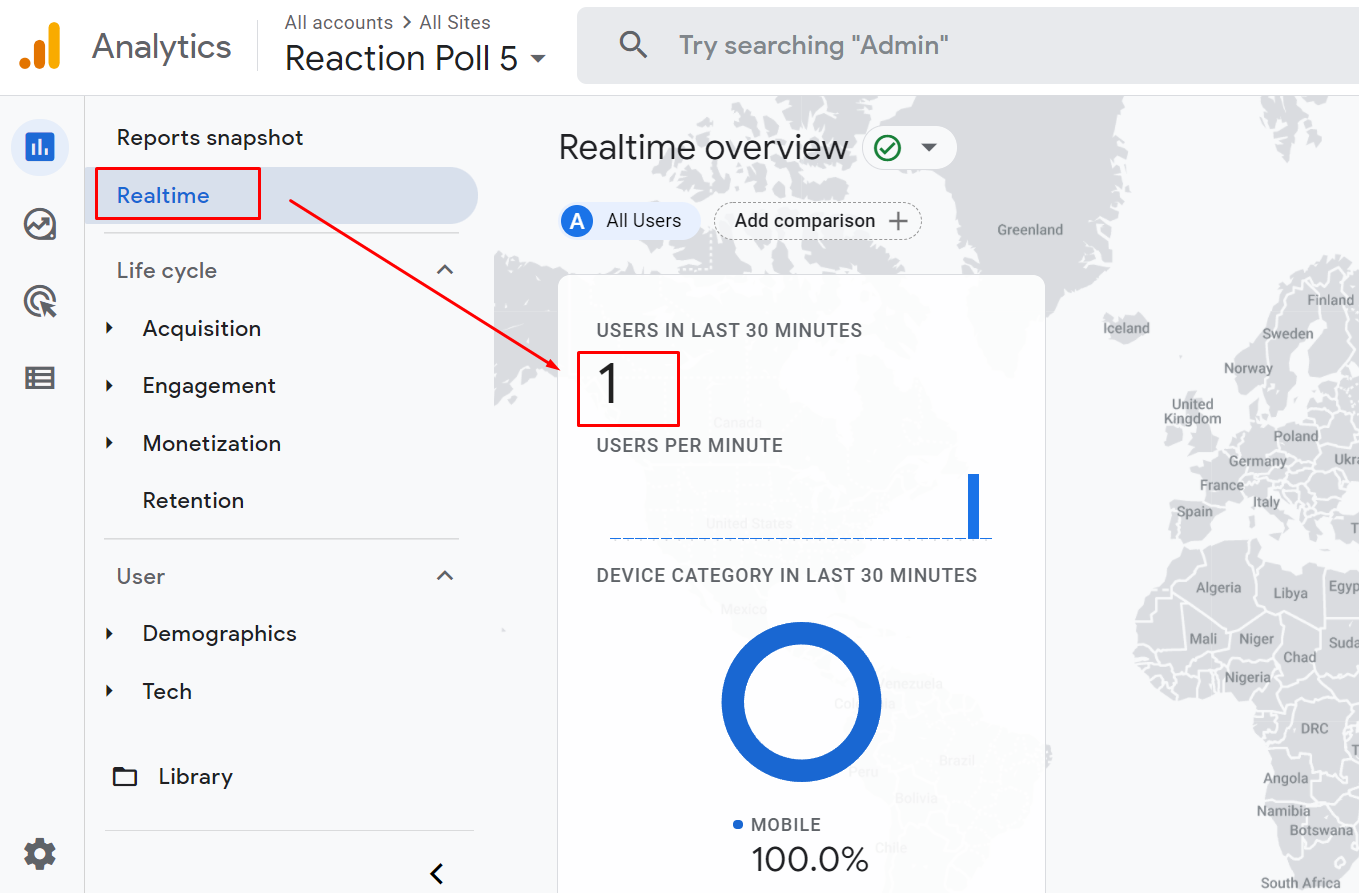 Analytics
All accounts > All Sites
Reaction Poll 5
Try searching "Admin"
Reports snapshot
Realtime
Life cycle
Acquisition
Engagement
Monetization
Retention
User
Demographics
Tech
Library
Realtime overview
A All Users
Add comparison +
USERS IN LAST 30 MINUTES
1
USERS PER MINUTE
DEVICE CATEGORY IN LAST 30 MINUTES
MOBILE
100.0%
Greenland
Iceland
Finland
Sweden
Norway
United
Kingdom
Poland
Germany
Ukra
France
Italy
Spain
T
Algeria
Libya
Egyp
Mali
Niger
Suda
Chad
Nigeria
DRC
T
Angola
Namibia
Botswana
South Africa
Canada
United States
Mexico
Venezuela
Peru
Brazil
Bolivia
Chile